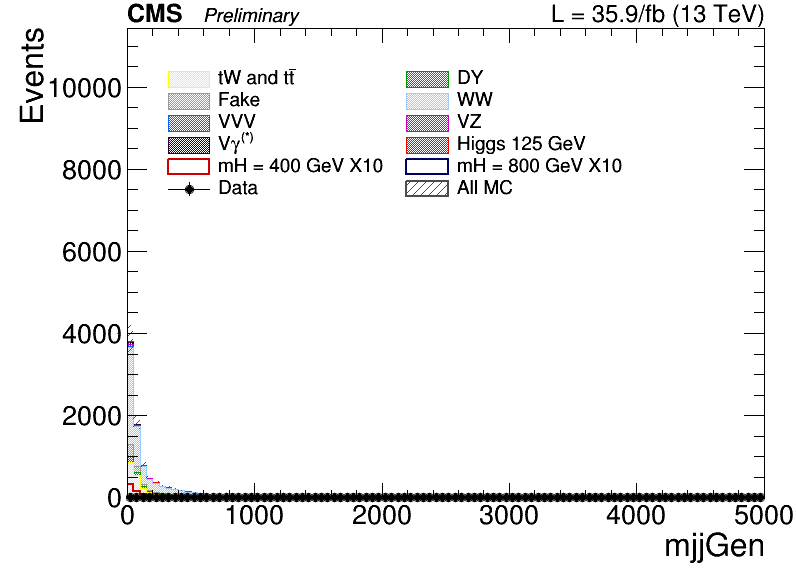 CMS Preliminary L = 35.9/fb (13 TeV)
Events
10000
8000
6000
4000
2000
0
tW and tt̄ DY
Fake WW
VVV VZ
Vγ(*) Higgs 125 GeV
mH = 400 GeV X10 mH = 800 GeV X10
Data All MC
0 1000 2000 3000 4000 5000
mjjGen